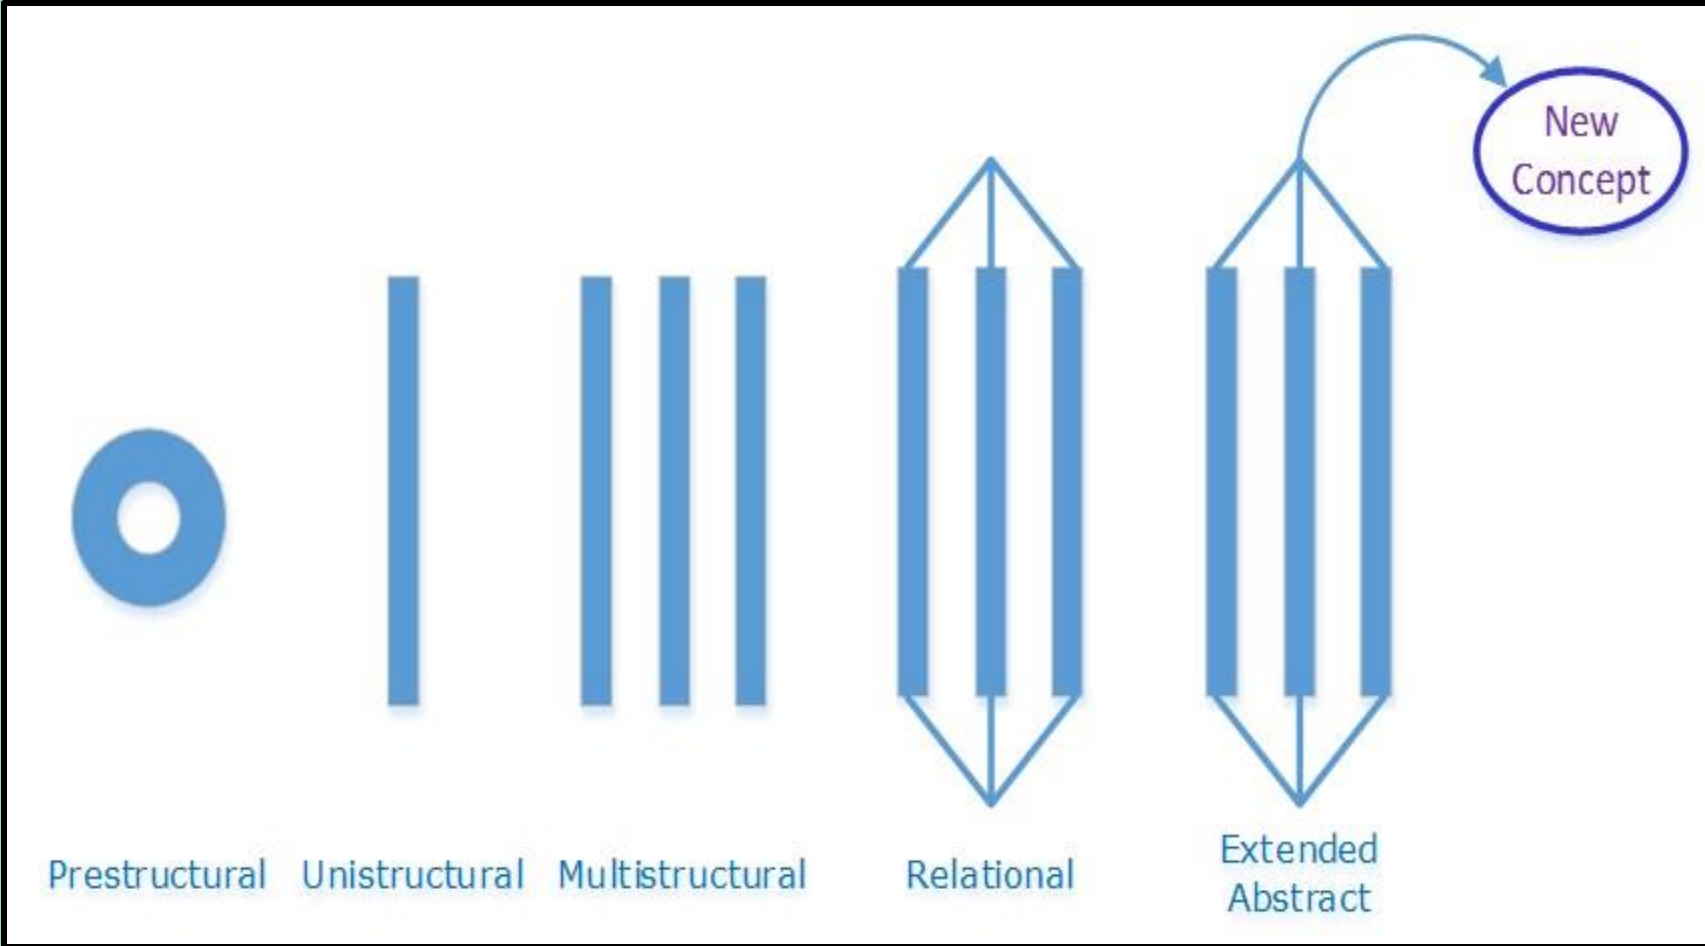 New
Concept
Prestructural
Unistructural
Multistructural
Relational
Extended
Abstract